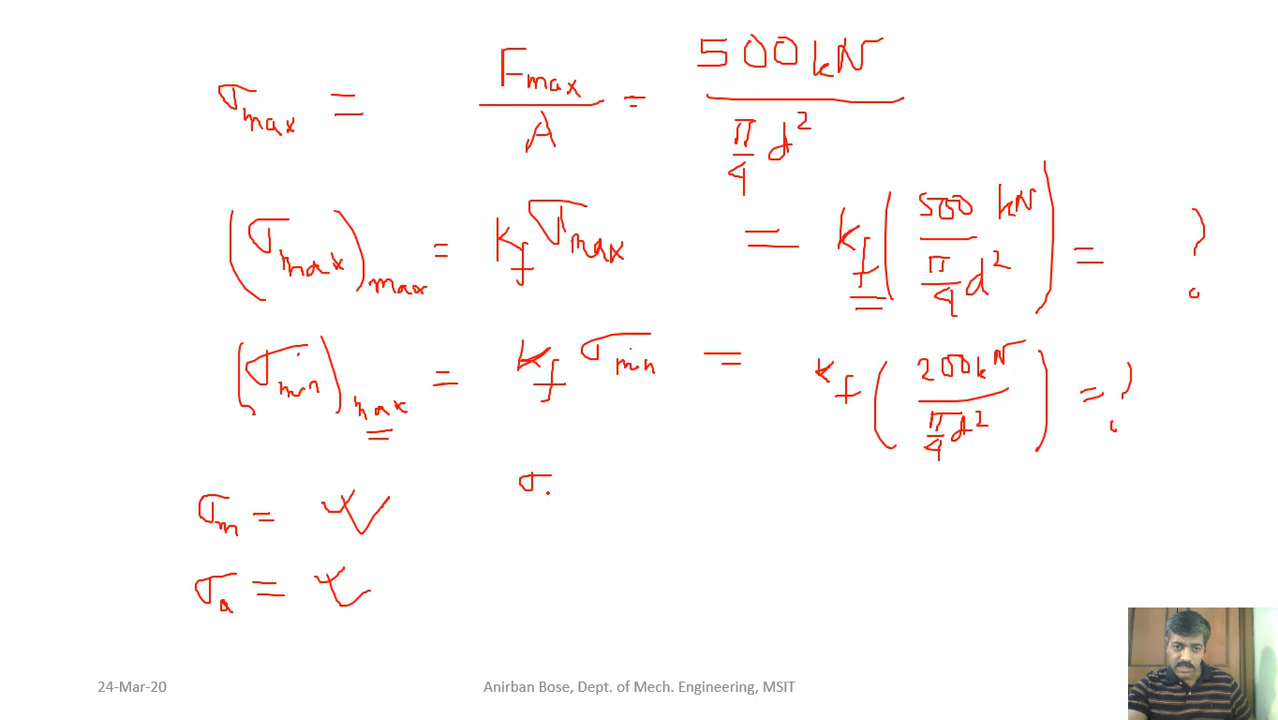 σmax = Fmax / A = 500 kN / (π/4 d²)
(σmax)max = kf σmax = kf (500 kN / (π/4 d²)) = ?
(σmin)max = kf σmin = kf (200 kN / (π/4 d²)) = ?
σ
σm = ✓
σa = ✓
24-Mar-20 Anirban Bose, Dept. of Mech. Engineering, MSIT